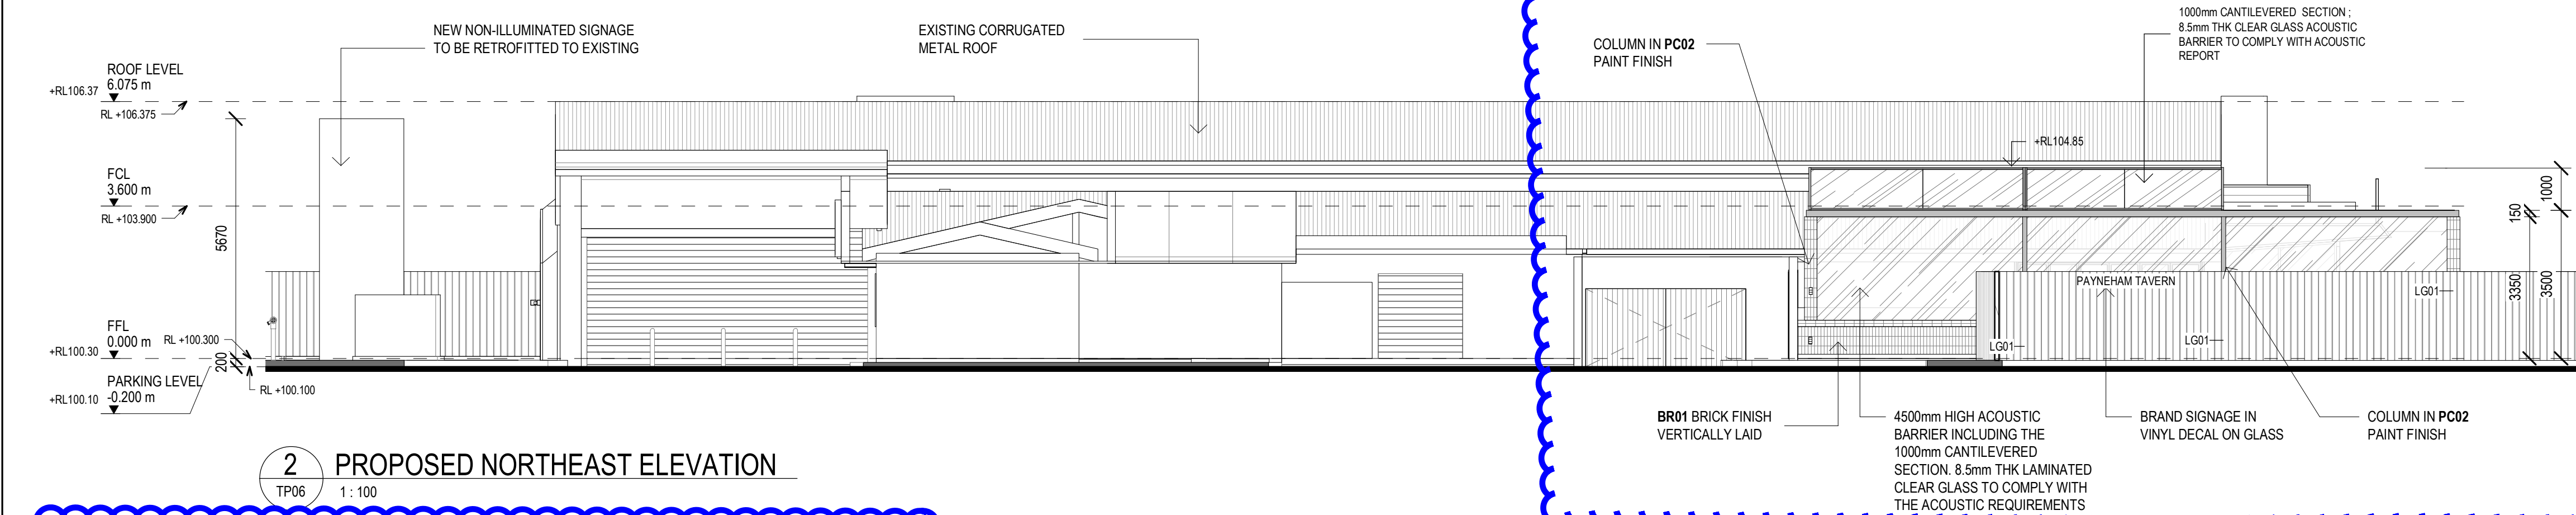 NEW NON-ILLUMINATED SIGNAGE
TO BE RETROFITTED TO EXISTING
EXISTING CORRUGATED
METAL ROOF
COLUMN IN PC02
PAINT FINISH
1000mm CANTILEVERED SECTION ;
8.5mm THK CLEAR GLASS ACOUSTIC
BARRIER TO COMPLY WITH ACOUSTIC
REPORT
ROOF LEVEL
6.075 m
+RL106.37
RL +106.375
+RL104.85
FCL
3.600 m
RL +103.900
5670
1000
150
3350
3500
PAYNEHAM TAVERN
LG01
LG01
LG01
FFL
0.000 m
+RL100.30
RL +100.300
200
PARKING LEVEL
-0.200 m
+RL100.10
RL +100.100
BR01 BRICK FINISH
VERTICALLY LAID
4500mm HIGH ACOUSTIC
BARRIER INCLUDING THE
1000mm CANTILEVERED
SECTION. 8.5mm THK LAMINATED
CLEAR GLASS TO COMPLY WITH
THE ACOUSTIC REQUIREMENTS
BRAND SIGNAGE IN
VINYL DECAL ON GLASS
COLUMN IN PC02
PAINT FINISH
2
TP06
PROPOSED NORTHEAST ELEVATION
1 : 100